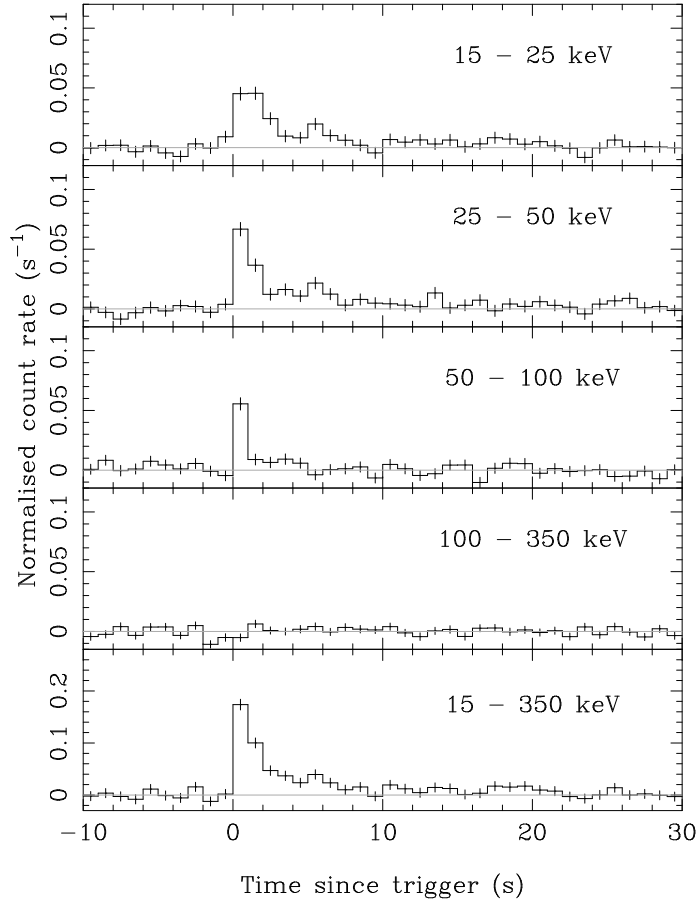 0.1
15 − 25 keV
0.05
0
0.1
25 − 50 keV
0.05
0
0.1
50 − 100 keV
0.05
0
0.1
100 − 350 keV
0.05
0
0.2
15 − 350 keV
0.1
0
Normalised count rate (s⁻¹)
−10 0 10 20 30
Time since trigger (s)